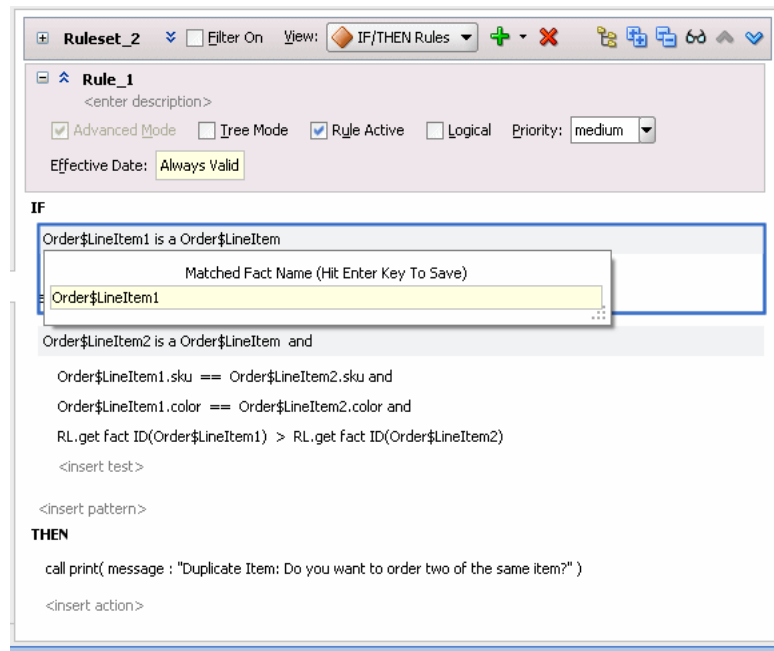 Ruleset_2 Filter On View: IF/THEN Rules
Rule_1
<enter description>
Advanced Mode Tree Mode Rule Active Logical Priority: medium
Effective Date: Always Valid
IF
Order$LineItem1 is a Order$LineItem
Matched Fact Name (Hit Enter Key To Save)
Order$LineItem1
Order$LineItem2 is a Order$LineItem and
Order$LineItem1.sku == Order$LineItem2.sku and
Order$LineItem1.color == Order$LineItem2.color and
RL.get fact ID(Order$LineItem1) > RL.get fact ID(Order$LineItem2)
<insert test>
<insert pattern>
THEN
call print( message : "Duplicate Item: Do you want to order two of the same item?" )
<insert action>